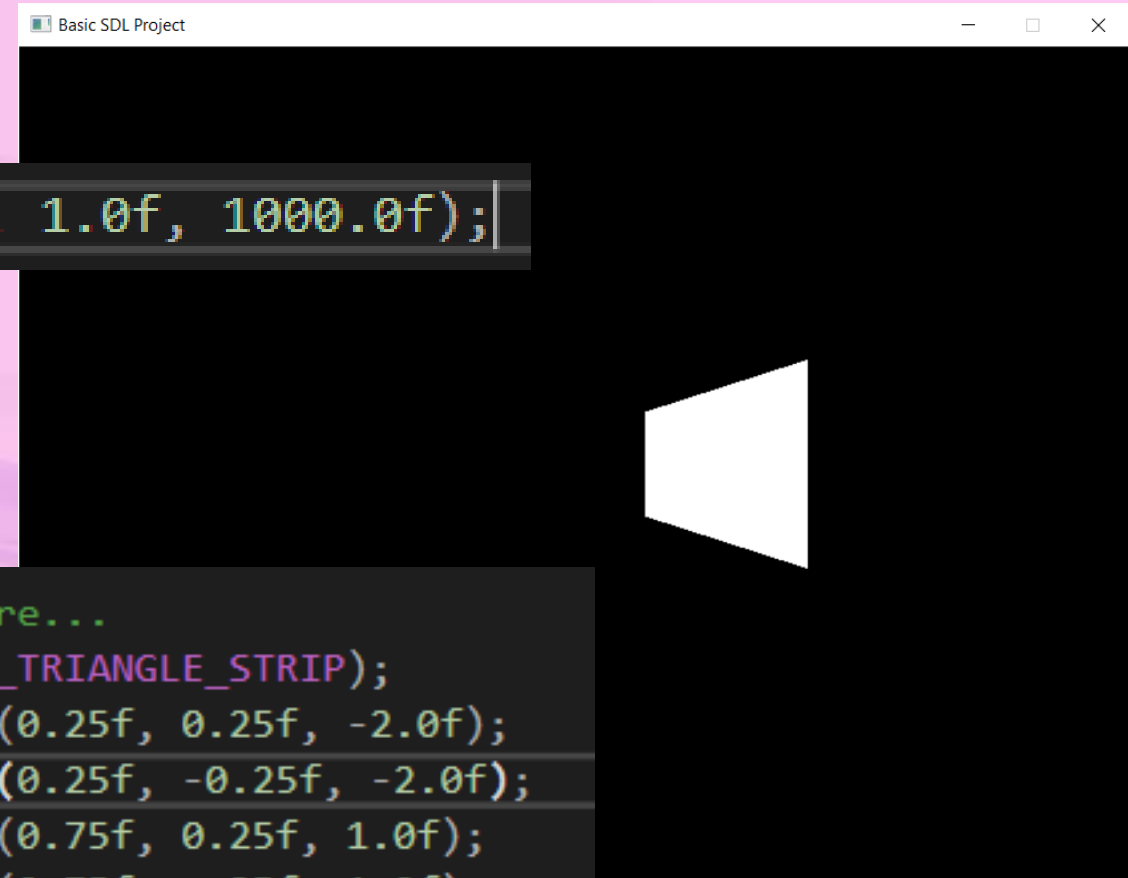 Basic SDL Project
1.0f, 1000.0f);
re...
_TRIANGLE_STRIP);
(0.25f, 0.25f, -2.0f);
(0.25f, -0.25f, -2.0f);
(0.75f, 0.25f, 1.0f);